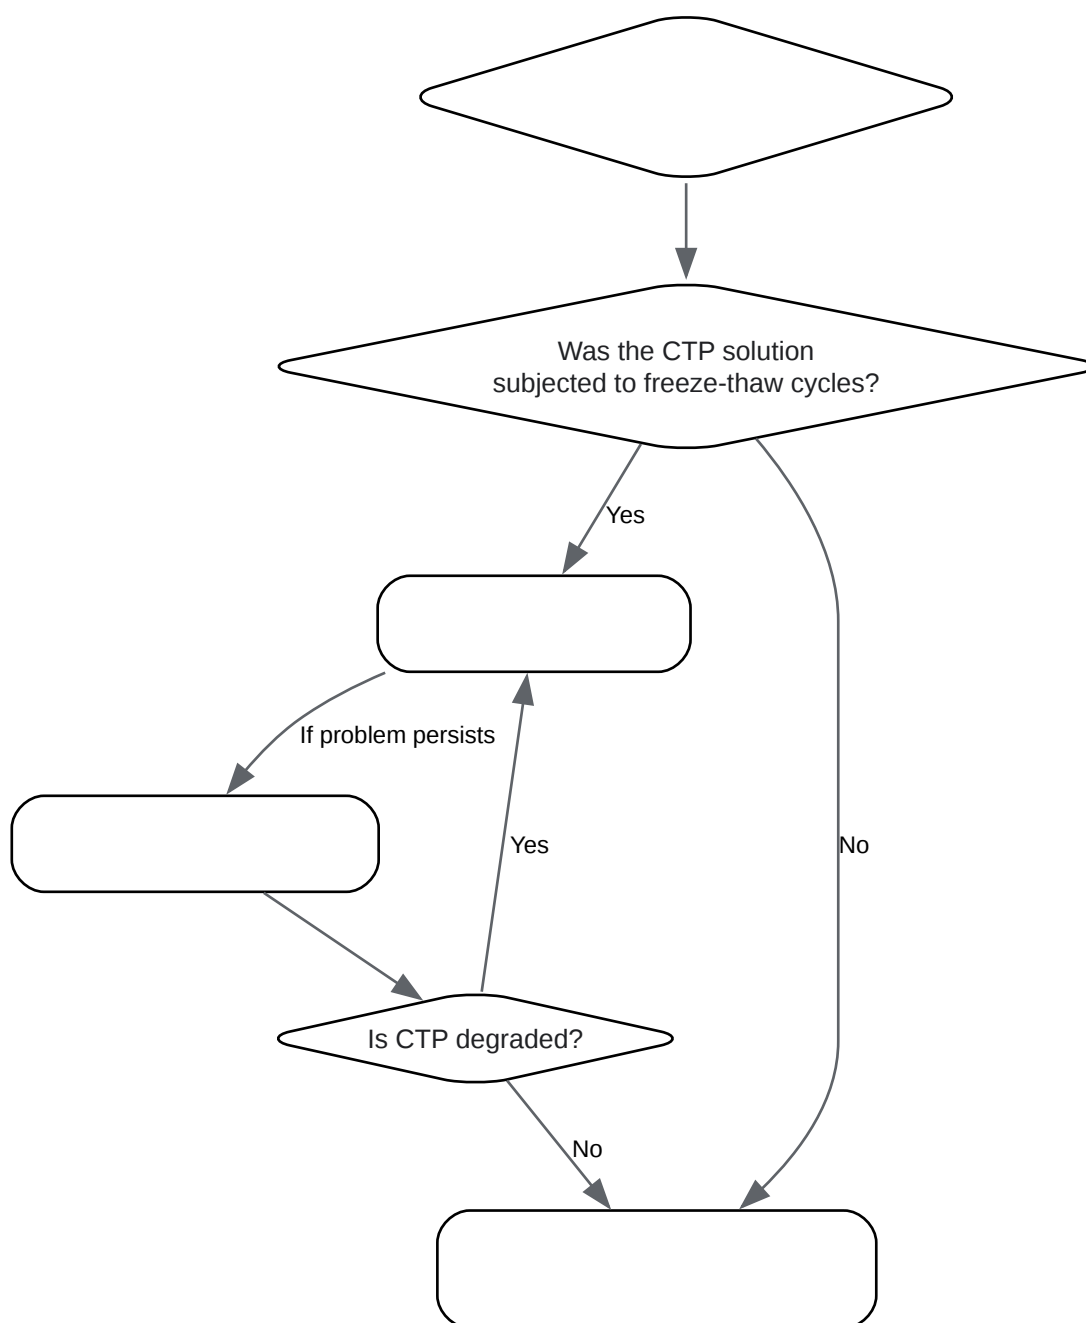 Was the CTP solution
subjected to freeze-thaw cycles?
Yes
If problem persists
Yes
No
Is CTP degraded?
No